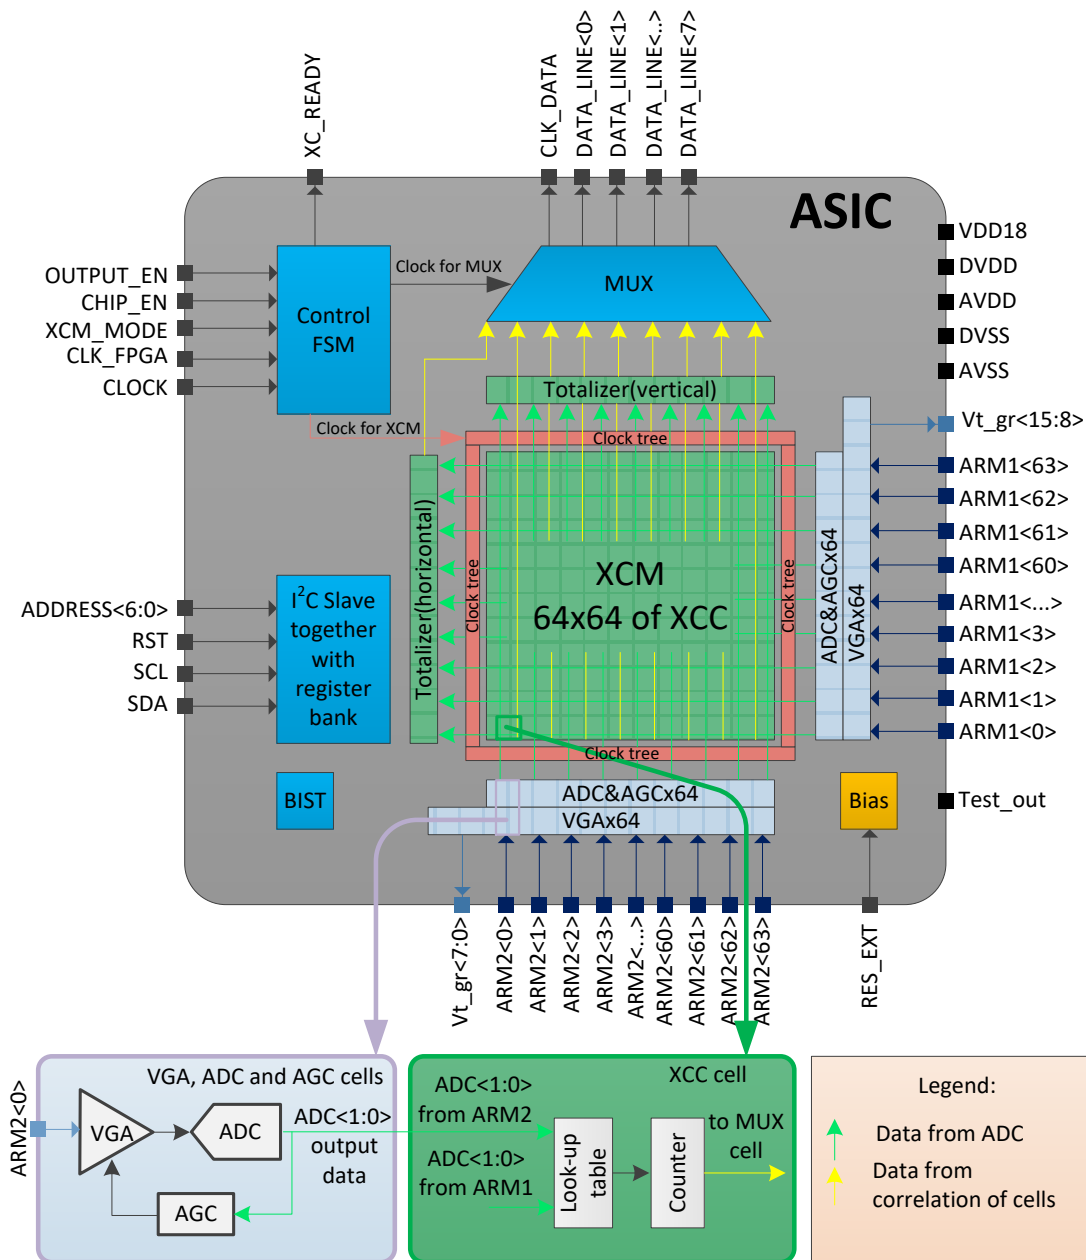 XC_READY
CLK_DATA
DATA_LINE<0>
DATA_LINE<1>
DATA_LINE<..>
DATA_LINE<7>
ASIC
OUTPUT_EN
CHIP_EN
XCM_MODE
CLK_FPGA
CLOCK
Control
FSM
Clock for MUX
MUX
VDD18
DVDD
AVDD
DVSS
AVSS
Totalizer(vertical)
Clock for XCM
Clock tree
Vt_gr<15:8>
ARM1<63>
ARM1<62>
ARM1<61>
ARM1<60>
ARM1<...>
ARM1<3>
ARM1<2>
ARM1<1>
ARM1<0>
Totalizer(horizontal)
Clock tree
XCM
64x64 of XCC
Clock tree
ADC&AGCx64
VGAx64
ADDRESS<6:0>
RST
SCL
SDA
I²C Slave
together
with
register
bank
Clock tree
BIST
ADC&AGCx64
VGAx64
Bias
Test_out
Vt_gr<7:0>
ARM2<0>
ARM2<1>
ARM2<2>
ARM2<3>
ARM2<...>
ARM2<60>
ARM2<61>
ARM2<62>
ARM2<63>
RES_EXT
VGA, ADC and AGC cells
ARM2<0>
VGA
ADC
ADC<1:0>
output
data
AGC
XCC cell
ADC<1:0>
from ARM2
ADC<1:0>
from ARM1
Look-up
table
Counter
to MUX
cell
Legend:
Data from ADC
Data from
correlation of cells